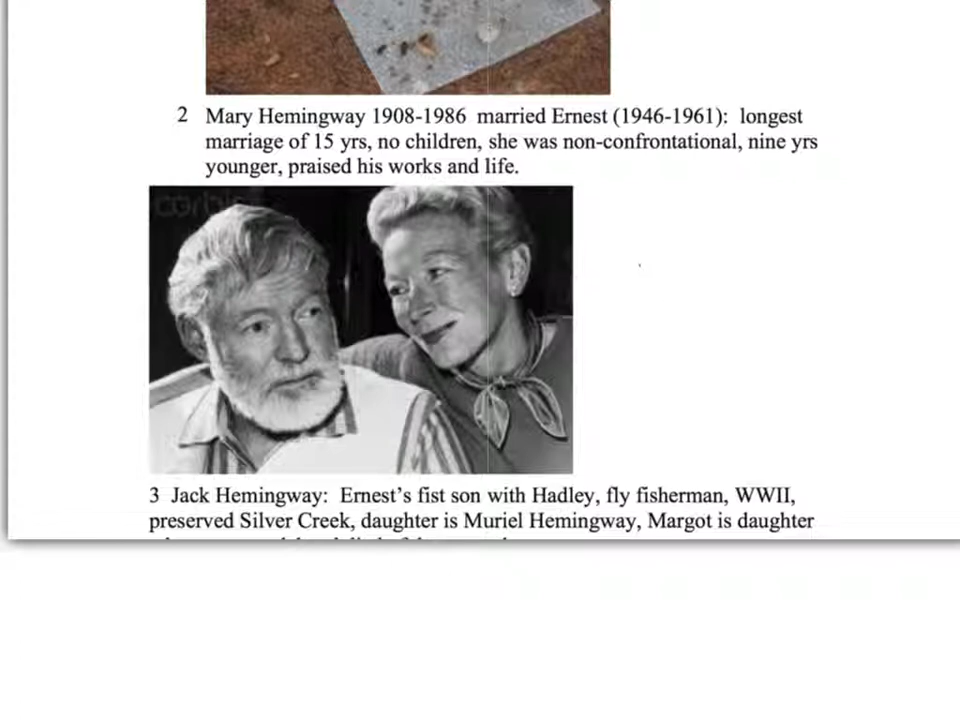 2 Mary Hemingway 1908-1986 married Ernest (1946-1961): longest
marriage of 15 yrs, no children, she was non-confrontational, nine yrs
younger, praised his works and life.
corbis
3 Jack Hemingway: Ernest's fist son with Hadley, fly fisherman, WWII,
preserved Silver Creek, daughter is Muriel Hemingway, Margot is daughter